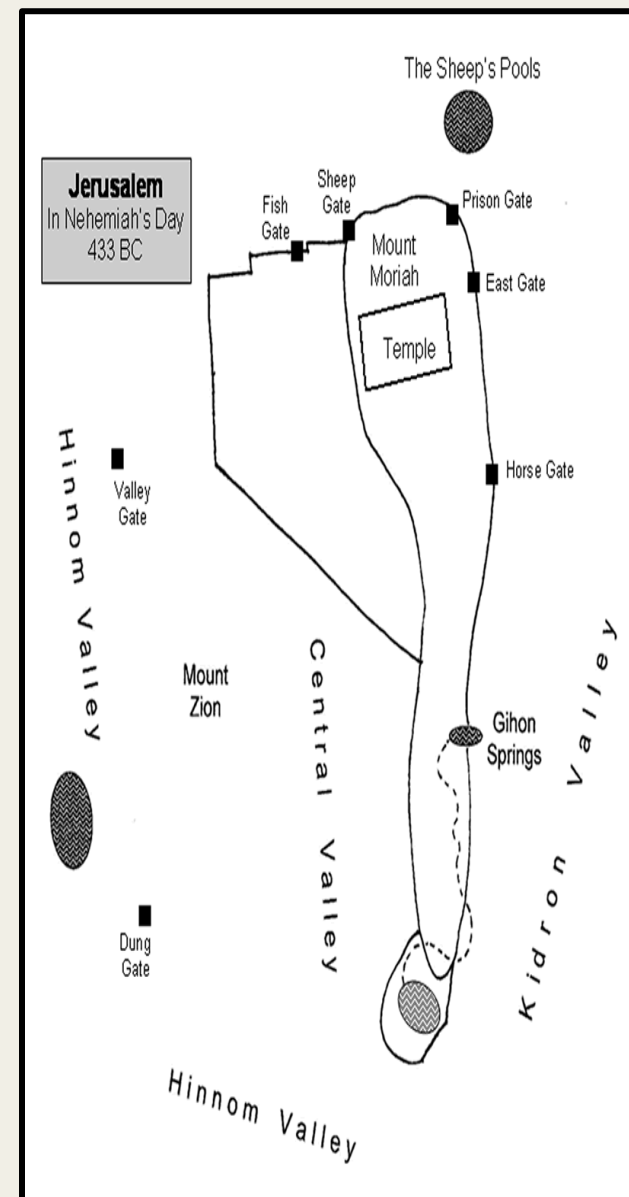 The Sheep's Pools
Jerusalem
In Nehemiah's Day
433 BC
Fish
Gate
Sheep
Gate
Prison Gate
Mount
Moriah
East Gate
Temple
Horse Gate
Hinnom Valley
Valley
Gate
Mount
Zion
Central Valley
Gihon
Springs
Kidron Valley
Dung
Gate
Hinnom Valley